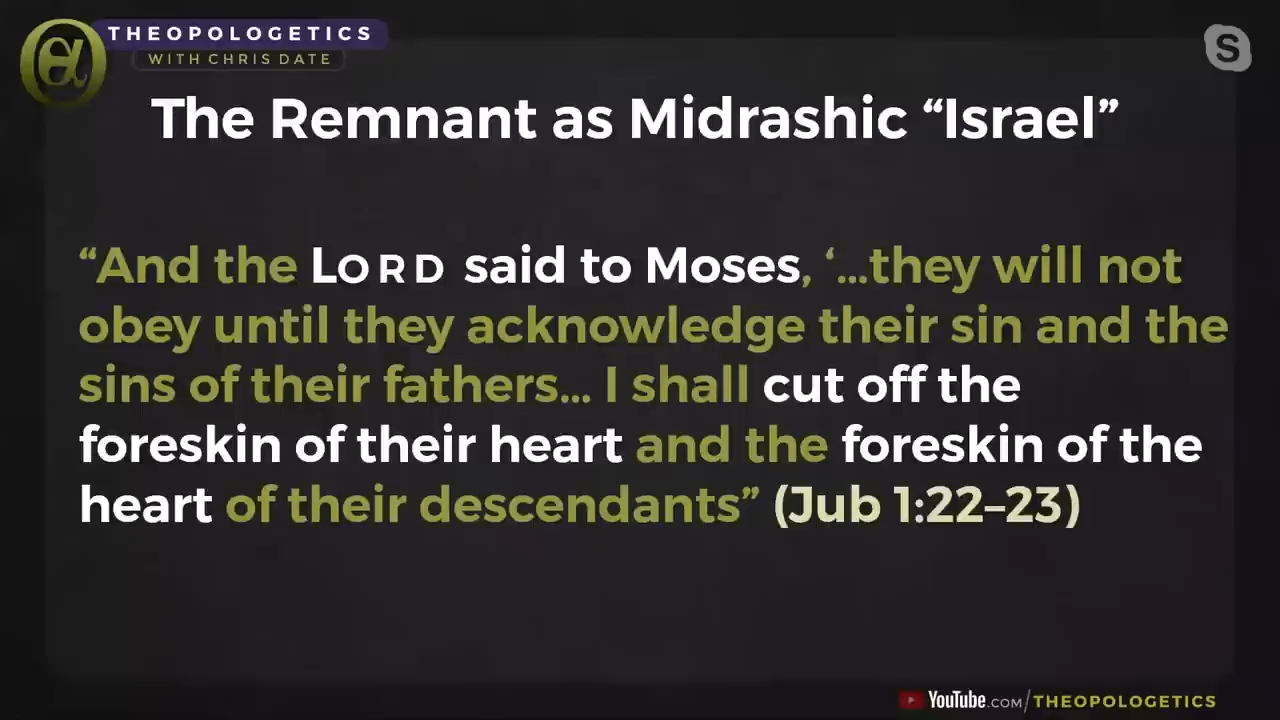 THEOPOLOGETICS
WITH CHRIS DATE
S
The Remnant as Midrashic “Israel”
“And the LORD said to Moses, ‘...they will not
obey until they acknowledge their sin and the
sins of their fathers... I shall cut off the
foreskin of their heart and the foreskin of the
heart of their descendants” (Jub 1:22–23)
YouTube.COM/THEOPOLOGETICS